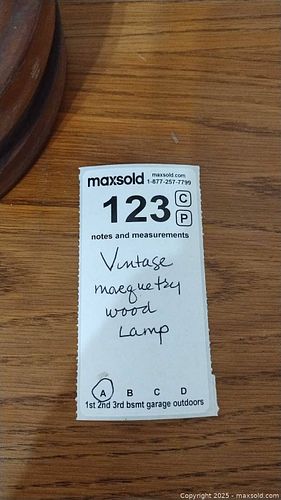 maxsold maxsold.com
1-877-257-7799
123 C
P
notes and measurements
Vintage
marquetry
wood
Lamp
A B C D
1st 2nd 3rd bsmt garage outdoors
Copyright © 2025 - maxsold.com